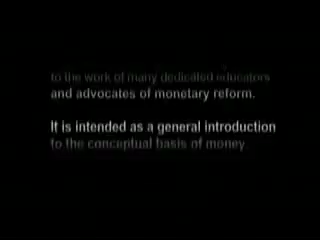 to the work of many dedicated educators
and advocates of monetary reform.
It is intended as a general introduction
to the conceptual basis of money